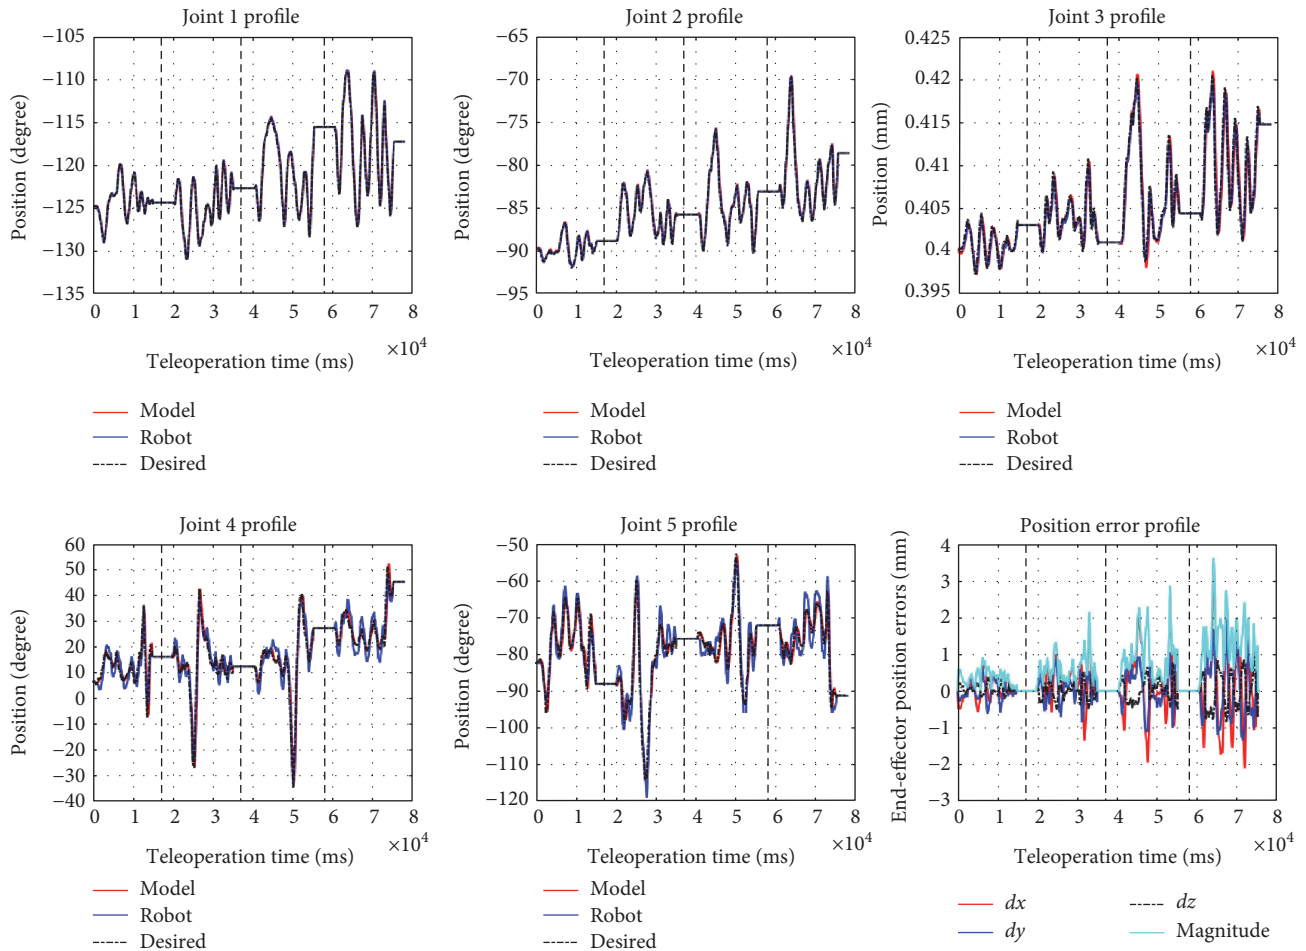 Joint 1 profile
−105
−110
−115
−120
−125
−130
−135
Position (degree)
0 1 2 3 4 5 6 7 8
×10^4
Teleoperation time (ms)
Model
Robot
Desired
Joint 2 profile
−65
−70
−75
−80
−85
−90
−95
Position (degree)
0 1 2 3 4 5 6 7 8
×10^4
Teleoperation time (ms)
Model
Robot
Desired
Joint 3 profile
0.425
0.42
0.415
0.41
0.405
0.4
0.395
Position (mm)
0 1 2 3 4 5 6 7 8
×10^4
Teleoperation time (ms)
Model
Robot
Desired
Joint 4 profile
60
50
40
30
20
10
0
−10
−20
−30
−40
Position (degree)
0 1 2 3 4 5 6 7 8
×10^4
Teleoperation time (ms)
Model
Robot
Desired
Joint 5 profile
−50
−60
−70
−80
−90
−100
−110
−120
Position (degree)
0 1 2 3 4 5 6 7 8
×10^4
Teleoperation time (ms)
Model
Robot
Desired
Position error profile
4
3
2
1
0
−1
−2
−3
End-effector position errors (mm)
0 1 2 3 4 5 6 7 8
×10^4
Teleoperation time (ms)
dx
dy
dz
Magnitude